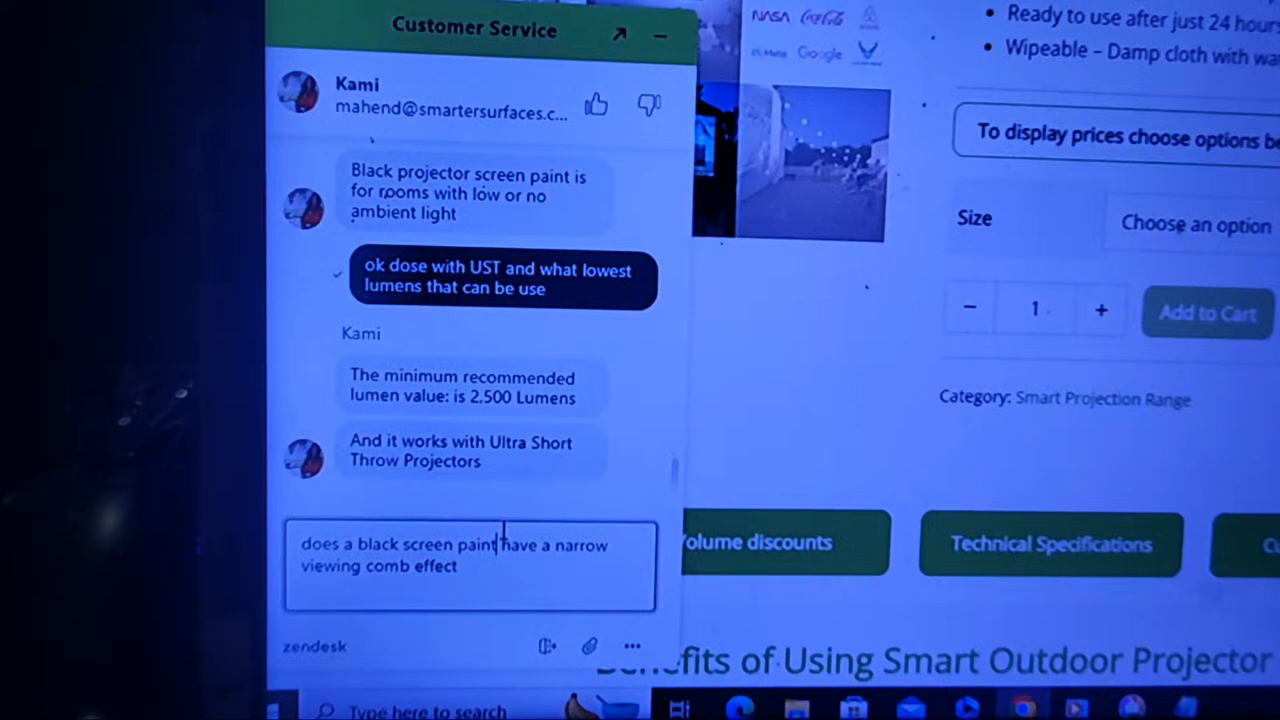 Customer Service
Kami
mahend@smartersurfaces.c...
Black projector screen paint is
for rooms with low or no
ambient light
ok dose with UST and what lowest
lumens that can be use
Kami
The minimum recommended
lumen value: is 2,500 Lumens
And it works with Ultra Short
Throw Projectors
does a black screen paint have a narrow
viewing comb effect
zendesk
NASA Coca-Cola
Meta Google
Ready to use after just 24 hours
Wipeable – Damp cloth with wa
To display prices choose options be
Size
Choose an option
− 1 +
Add to Cart
Category: Smart Projection Range
Volume discounts
Technical Specifications
Benefits of Using Smart Outdoor Projector
Type here to search